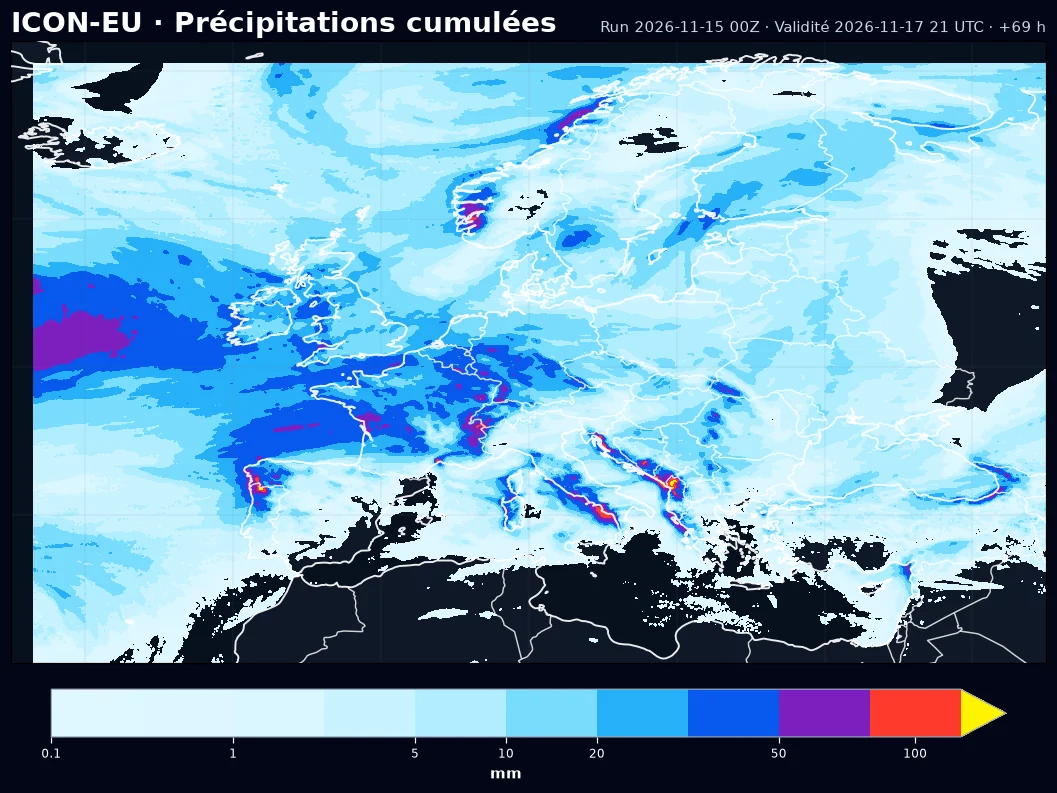 ICON-EU · Précipitations cumulées
Run 2026-11-15 00Z · Validité 2026-11-17 21 UTC · +69 h
0.1 1 5 10 20 50 100
mm